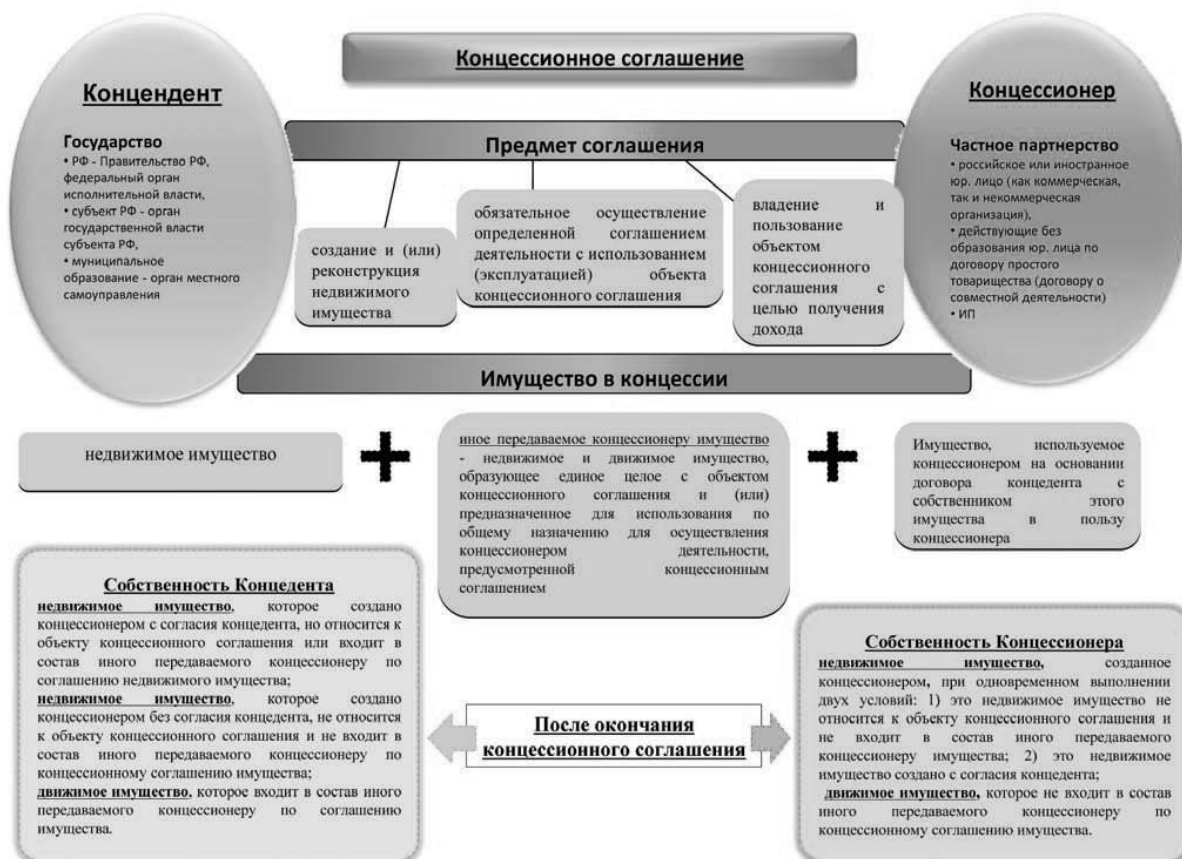 Концессионное соглашение
Концендент
Государство
• РФ - Правительство РФ,
федеральный орган
исполнительной власти,
• субъект РФ - орган
государственной власти
субъекта РФ,
• муниципальное
образование - орган местного
самоуправления
Концессионер
Частное партнерство
• российское или иностранное
юр. лицо (как коммерческая,
так и некоммерческая
организация),
• действующие без
образования юр. лица по
договору простого
товарищества (договору о
совместной деятельности)
• ИП
Предмет соглашения
создание и (или)
реконструкция
недвижимого
имущества
обязательное осуществление
определенной соглашением
деятельности с использованием
(эксплуатацией) объекта
концессионного соглашения
владение и
пользование
объектом
концессионного
соглашения с
целью получения
дохода
Имущество в концессии
недвижимое имущество
иное передаваемое концессионеру имущество
- недвижимое и движимое имущество,
образующее единое целое с объектом
концессионного соглашения и (или)
предназначенное для использования по
общему назначению для осуществления
концессионером деятельности,
предусмотренной концессионным
соглашением
Имущество, используемое
концессионером на основании
договора концедента с
собственником этого
имущества в пользу
концессионера
Собственность Концедента
недвижимое имущество, которое создано
концессионером с согласия концедента, но относится к
объекту концессионного соглашения или входит в
состав иного передаваемого концессионеру по
соглашению недвижимого имущества;
недвижимое имущество, которое создано
концессионером без согласия концедента, не относится
к объекту концессионного соглашения и не входит в
состав иного передаваемого концессионеру по
концессионному соглашению имущества;
движимое имущество, которое входит в состав иного
передаваемого концессионеру по соглашению
имущества.
После окончания
концессионного соглашения
Собственность Концессионера
недвижимое имущество, созданное
концессионером, при одновременном выполнении
двух условий: 1) это недвижимое имущество не
относится к объекту концессионного соглашения и
не входит в состав иного передаваемого
концессионеру имущества; 2) это недвижимое
имущество создано с согласия концедента;
движимое имущество, которое не входит в состав
иного передаваемого концессионеру по
концессионному соглашению имущества.